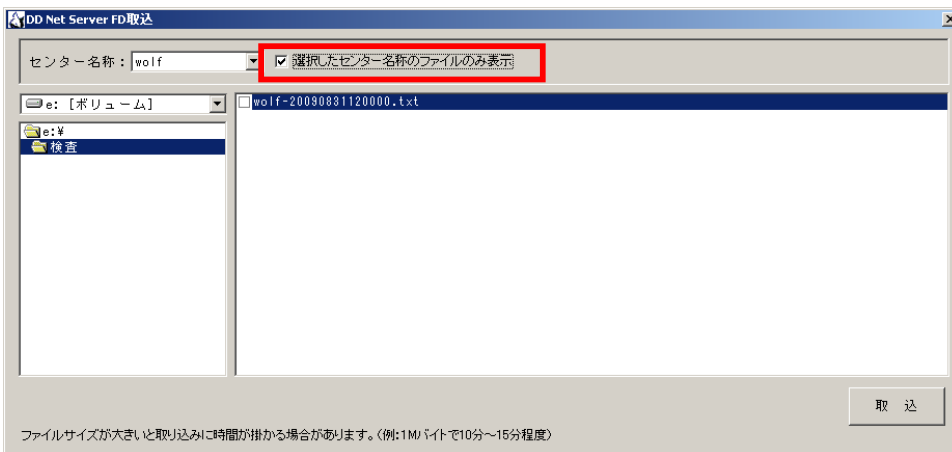 DD Net Server FD取込
センター名称：wolf
選択したセンター名称のファイルのみ表示
e: [ボリューム]
wolf-20090831120000.txt
e:¥
検査
取　込
ファイルサイズが大きいと取り込みに時間が掛かる場合があります。(例:1Mバイトで10分～15分程度)